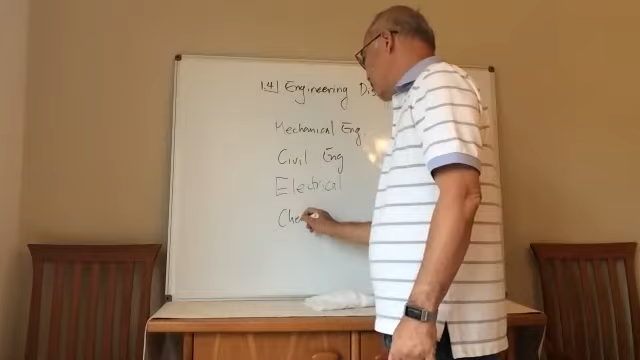 1.4) Engineering Dis
Mechanical Eng.
Civil Eng
Electrical
Che